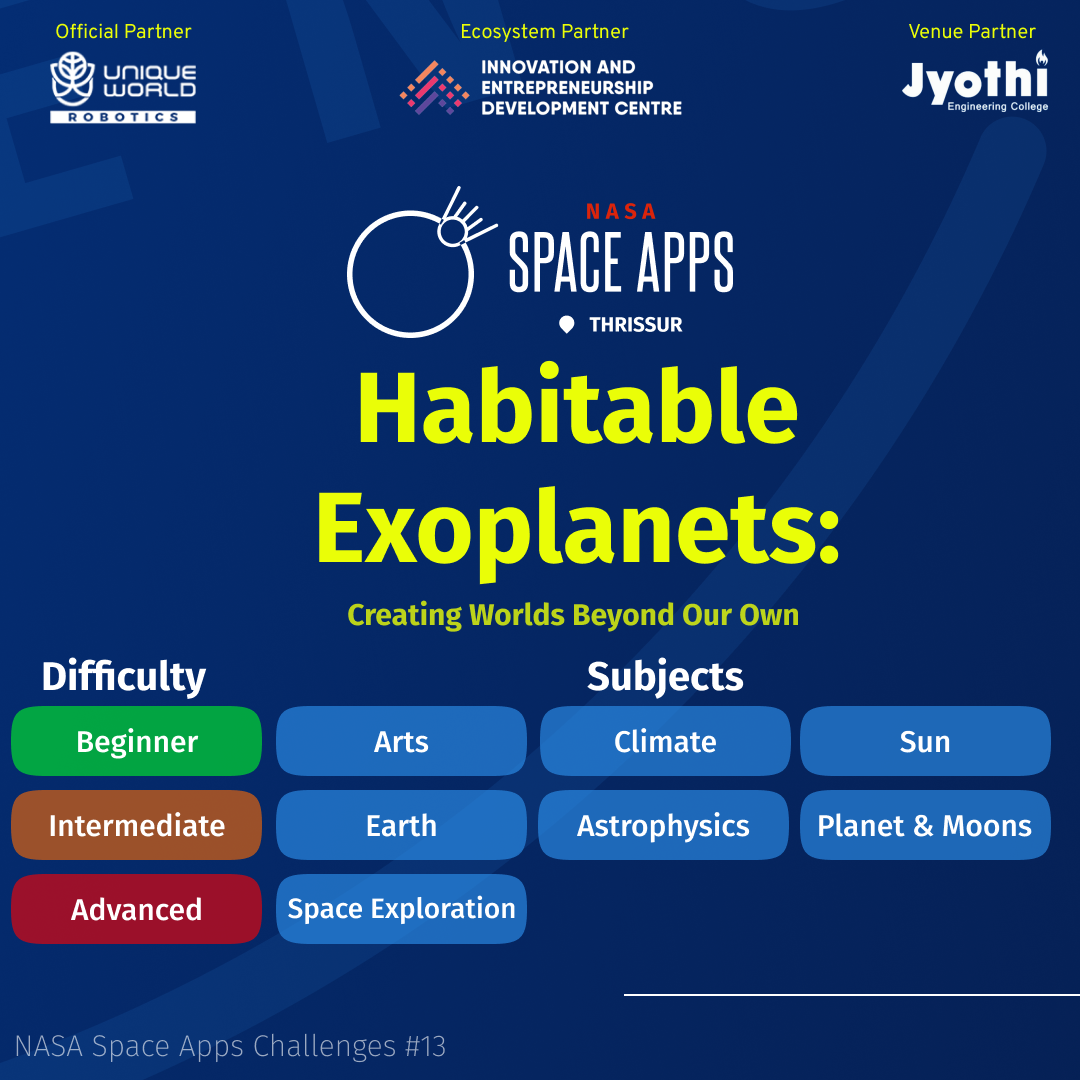 Official Partner
UNIQUE
WORLD
ROBOTICS
Ecosystem Partner
INNOVATION AND
ENTREPRENEURSHIP
DEVELOPMENT CENTRE
Venue Partner
Jyothi
Engineering College
NASA
SPACE APPS
THRISSUR
Habitable
Exoplanets:
Creating Worlds Beyond Our Own
Difficulty
Subjects
Beginner
Arts
Climate
Sun
Intermediate
Earth
Astrophysics
Planet & Moons
Advanced
Space Exploration
NASA Space Apps Challenges #13